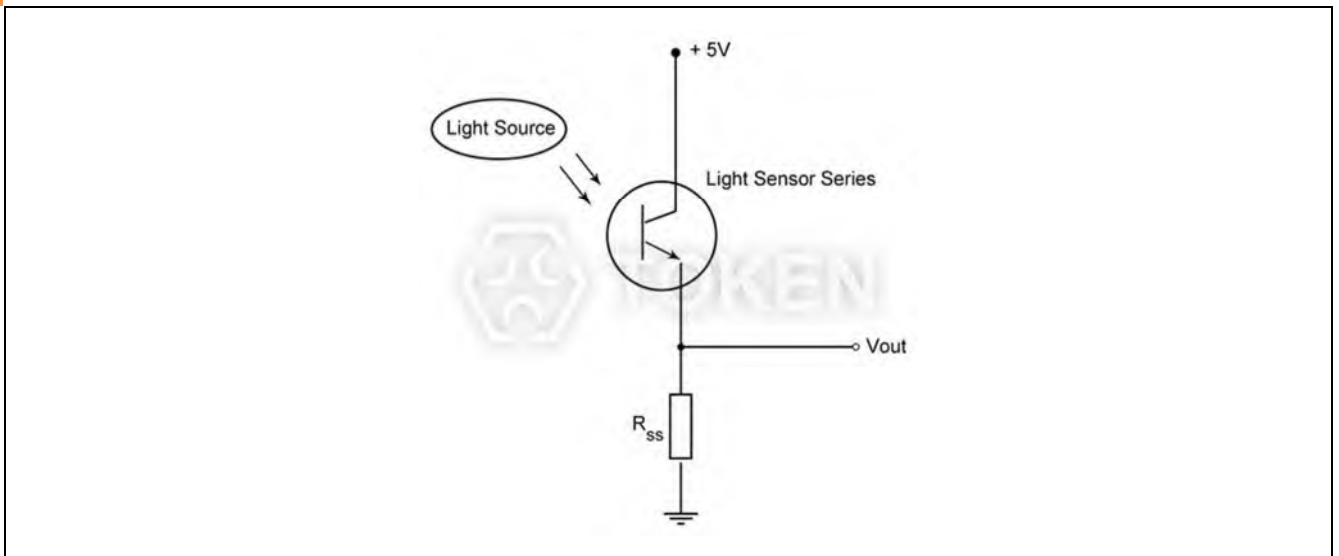 + 5V
Light Source
Light Sensor Series
TOKEN
Vout
Rss